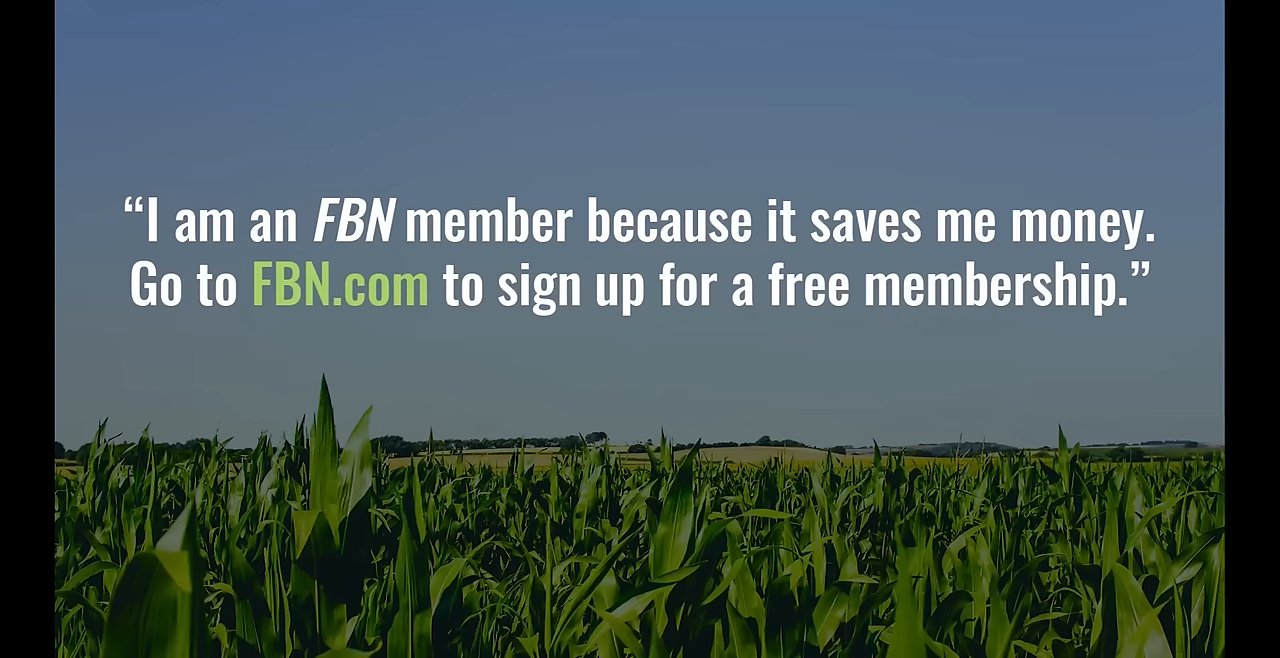 “I am an FBN member because it saves me money.
Go to FBN.com to sign up for a free membership.”